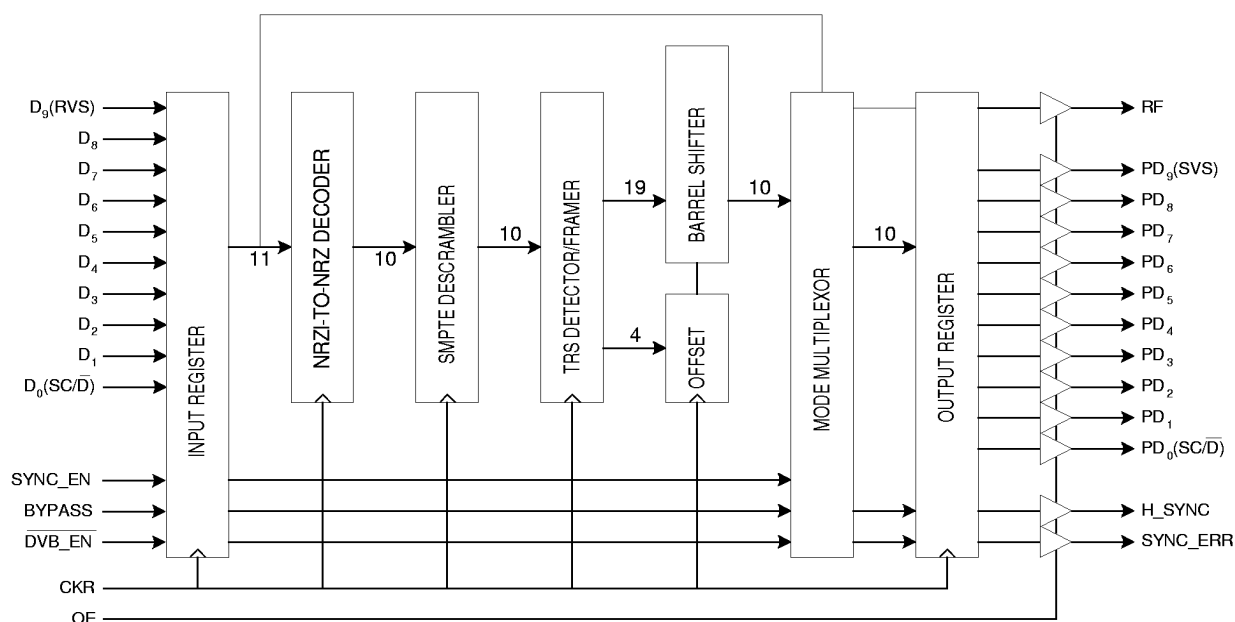 D₉(RVS)
D₈
D₇
D₆
D₅
D₄
D₃
D₂
D₁
D₀(SC/D̅)
SYNC_EN
BYPASS
D̅V̅B̅_̅E̅N̅
CKR
OE
INPUT REGISTER
11
NRZI-TO-NRZ DECODER
10
SMPTE DESCRAMBLER
10
TRS DETECTOR/FRAMER
19
4
BARREL SHIFTER
OFFSET
10
MODE MULTIPLEXOR
10
OUTPUT REGISTER
RF
PD₉(SVS)
PD₈
PD₇
PD₆
PD₅
PD₄
PD₃
PD₂
PD₁
PD₀(SC/D̅)
H_SYNC
SYNC_ERR